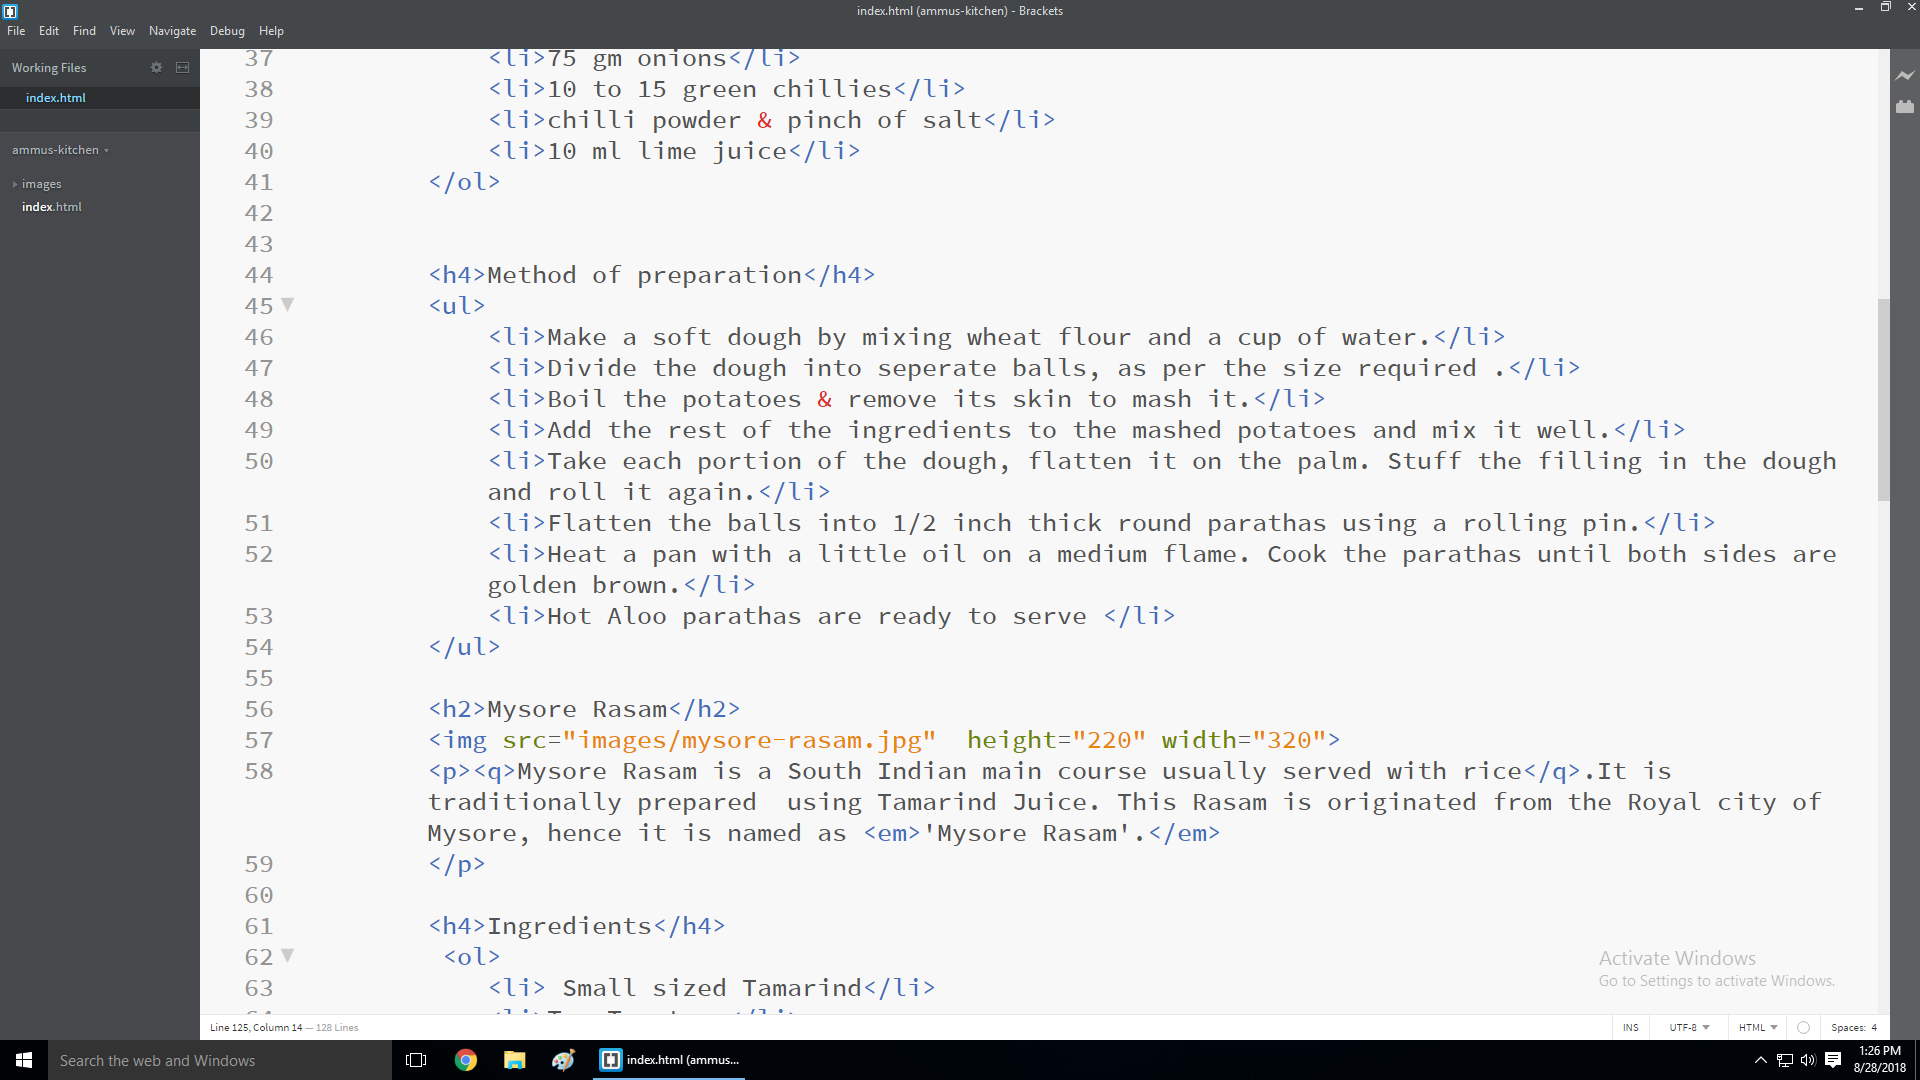 index.html (ammus-kitchen) - Brackets
File Edit Find View Navigate Debug Help
Working Files
index.html
ammus-kitchen
images
index.html
37 <li>75 gm onions</li>
38 <li>10 to 15 green chillies</li>
39 <li>chilli powder & pinch of salt</li>
40 <li>10 ml lime juice</li>
41 </ol>
42
43
44 <h4>Method of preparation</h4>
45 <ul>
46 <li>Make a soft dough by mixing wheat flour and a cup of water.</li>
47 <li>Divide the dough into seperate balls, as per the size required .</li>
48 <li>Boil the potatoes & remove its skin to mash it.</li>
49 <li>Add the rest of the ingredients to the mashed potatoes and mix it well.</li>
50 <li>Take each portion of the dough, flatten it on the palm. Stuff the filling in the dough
and roll it again.</li>
51 <li>Flatten the balls into 1/2 inch thick round parathas using a rolling pin.</li>
52 <li>Heat a pan with a little oil on a medium flame. Cook the parathas until both sides are
golden brown.</li>
53 <li>Hot Aloo parathas are ready to serve </li>
54 </ul>
55
56 <h2>Mysore Rasam</h2>
57 <img src="images/mysore-rasam.jpg"  height="220" width="320">
58 <p><q>Mysore Rasam is a South Indian main course usually served with rice</q>.It is
traditionally prepared  using Tamarind Juice. This Rasam is originated from the Royal city of
Mysore, hence it is named as <em>'Mysore Rasam'.</em>
59 </p>
60
61 <h4>Ingredients</h4>
62 <ol>
63 <li> Small sized Tamarind</li>
Activate Windows
Go to Settings to activate Windows.
Line 125, Column 14 — 128 Lines
INS UTF-8 HTML Spaces: 4
Search the web and Windows
index.html (ammus...
1:26 PM
8/28/2018